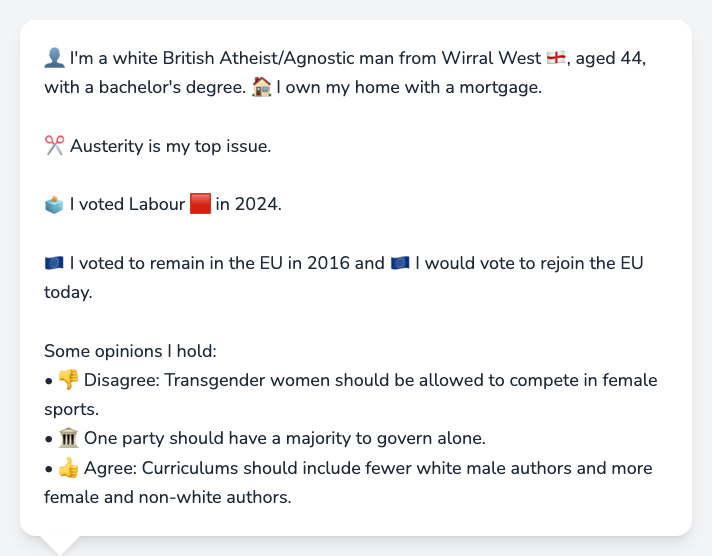 👤 I'm a white British Atheist/Agnostic man from Wirral West 🏴󠁧󠁢󠁥󠁮󠁧󠁿, aged 44,
with a bachelor's degree. 🏠 I own my home with a mortgage.
✂️ Austerity is my top issue.
🗳️ I voted Labour 🟥 in 2024.
🇪🇺 I voted to remain in the EU in 2016 and 🇪🇺 I would vote to rejoin the EU
today.
Some opinions I hold:
• 👎 Disagree: Transgender women should be allowed to compete in female
sports.
• 🏛️ One party should have a majority to govern alone.
• 👍 Agree: Curriculums should include fewer white male authors and more
female and non-white authors.